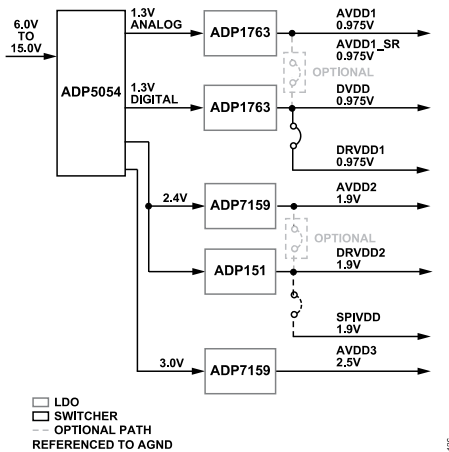 6.0V
TO
15.0V
ADP5054
1.3V
ANALOG
ADP1763
AVDD1
0.975V
AVDD1_SR
0.975V
OPTIONAL
1.3V
DIGITAL
ADP1763
DVDD
0.975V
DRVDD1
0.975V
2.4V
ADP7159
AVDD2
1.9V
OPTIONAL
ADP151
DRVDD2
1.9V
SPIVDD
1.9V
3.0V
ADP7159
AVDD3
2.5V
LDO
SWITCHER
OPTIONAL PATH
REFERENCED TO AGND